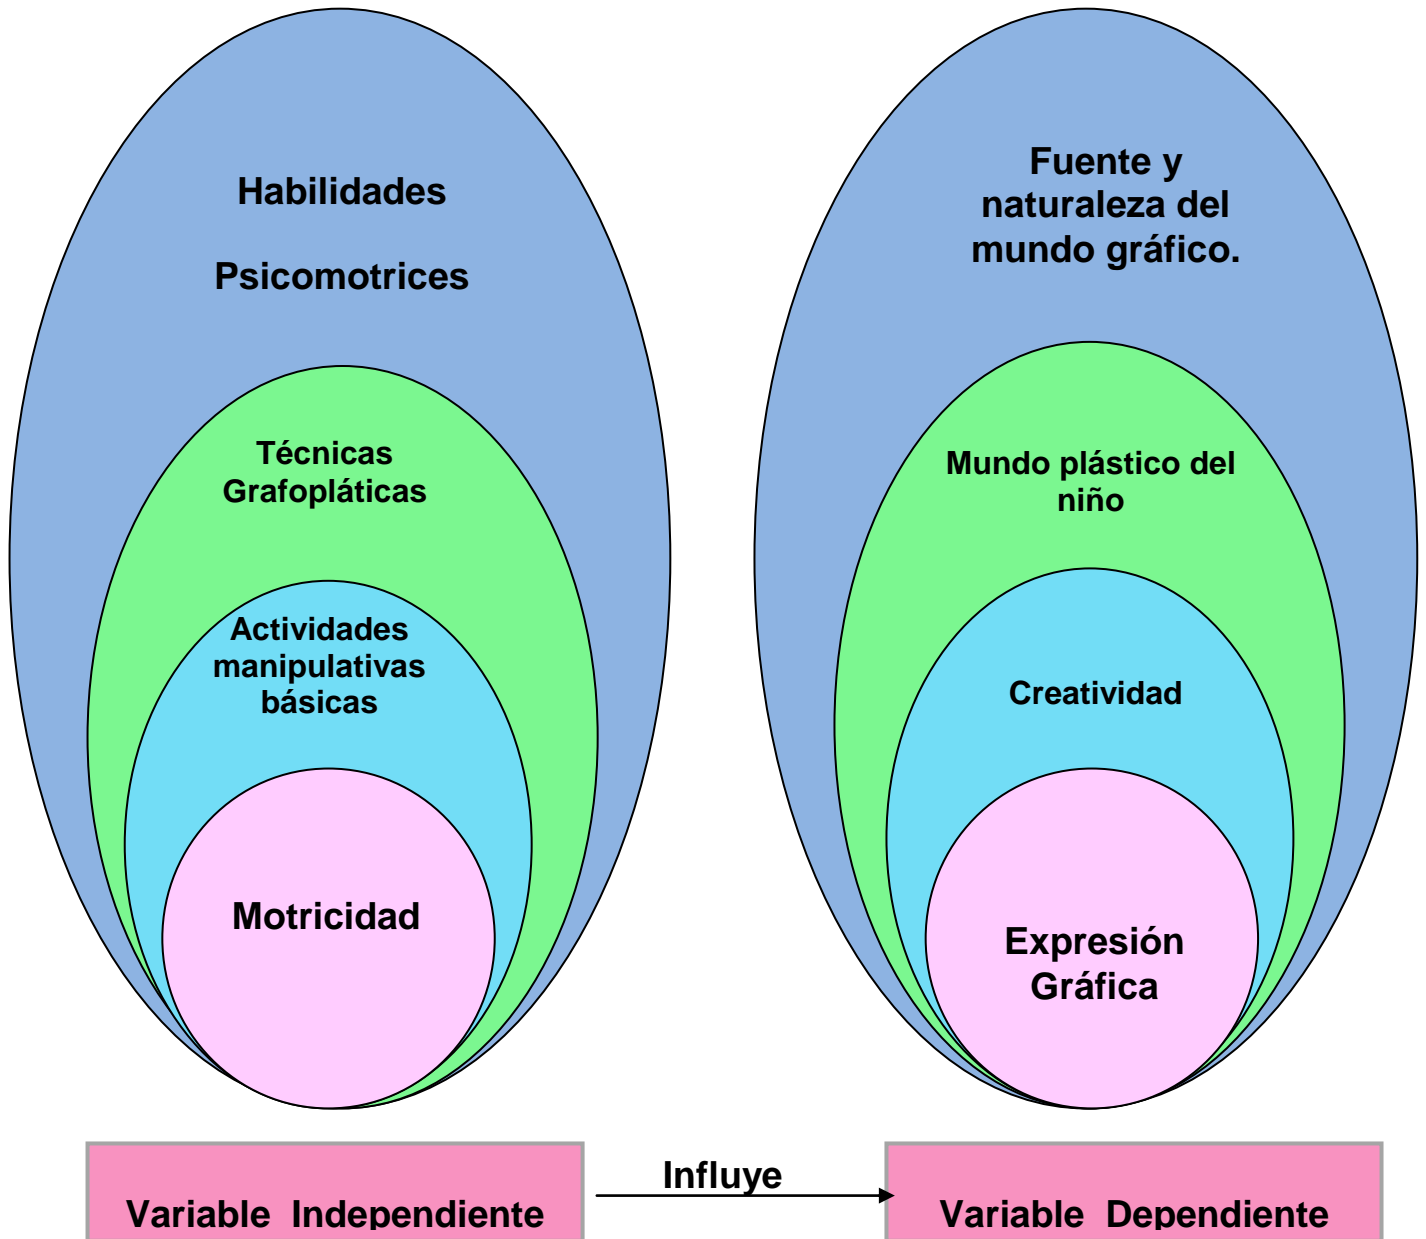 Habilidades
Psicomotrices
Técnicas
Grafopláticas
Actividades
manipulativas
básicas
Motricidad
Fuente y
naturaleza del
mundo gráfico.
Mundo plástico del
niño
Creatividad
Expresión
Gráfica
Variable Independiente
Influye
Variable Dependiente